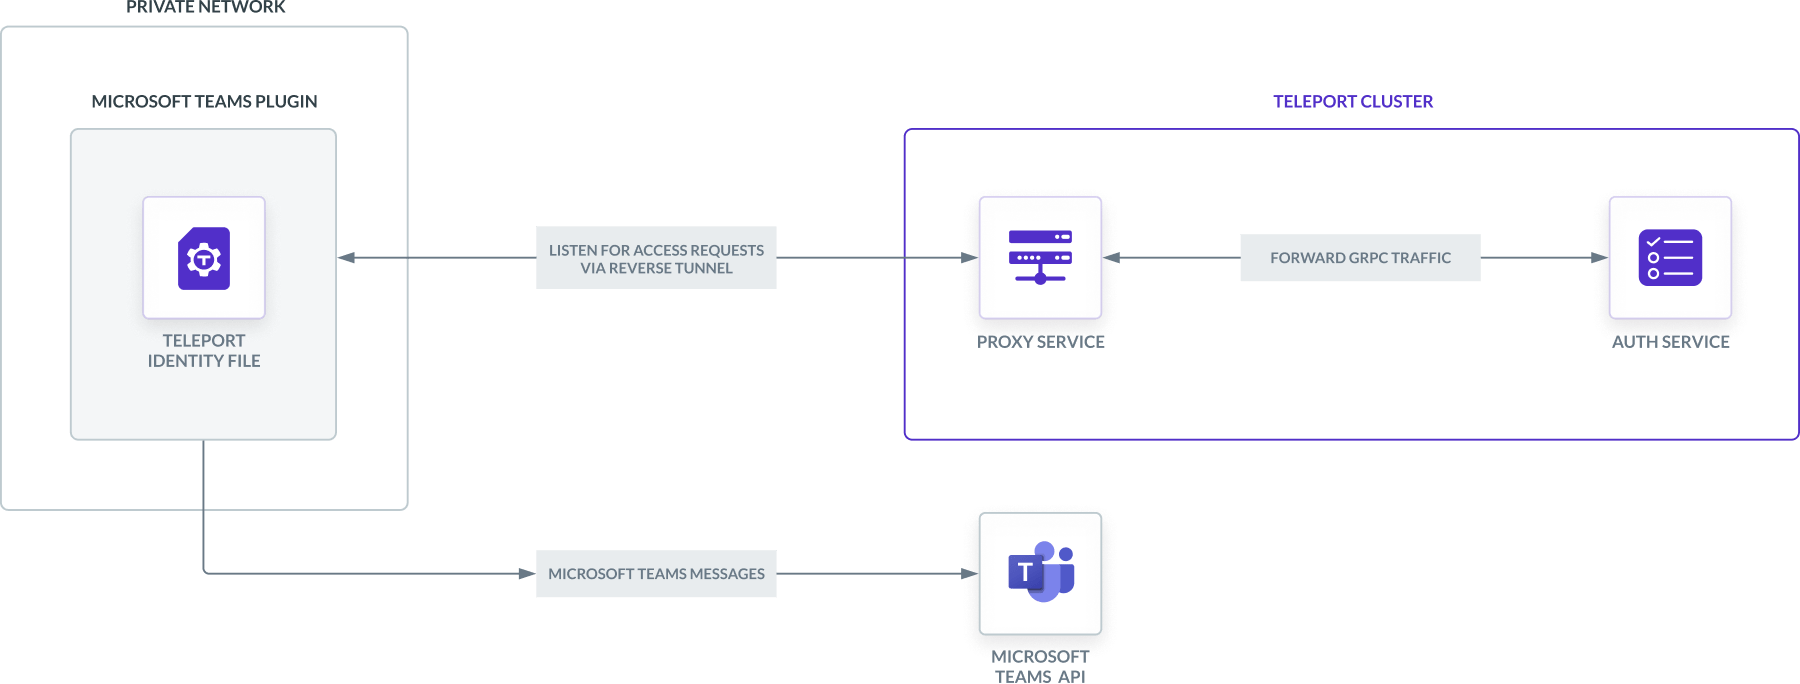 PRIVATE NETWORK
MICROSOFT TEAMS PLUGIN
TELEPORT CLUSTER
T
TELEPORT
IDENTITY FILE
LISTEN FOR ACCESS REQUESTS
VIA REVERSE TUNNEL
PROXY SERVICE
FORWARD GRPC TRAFFIC
AUTH SERVICE
MICROSOFT TEAMS MESSAGES
T
MICROSOFT
TEAMS API